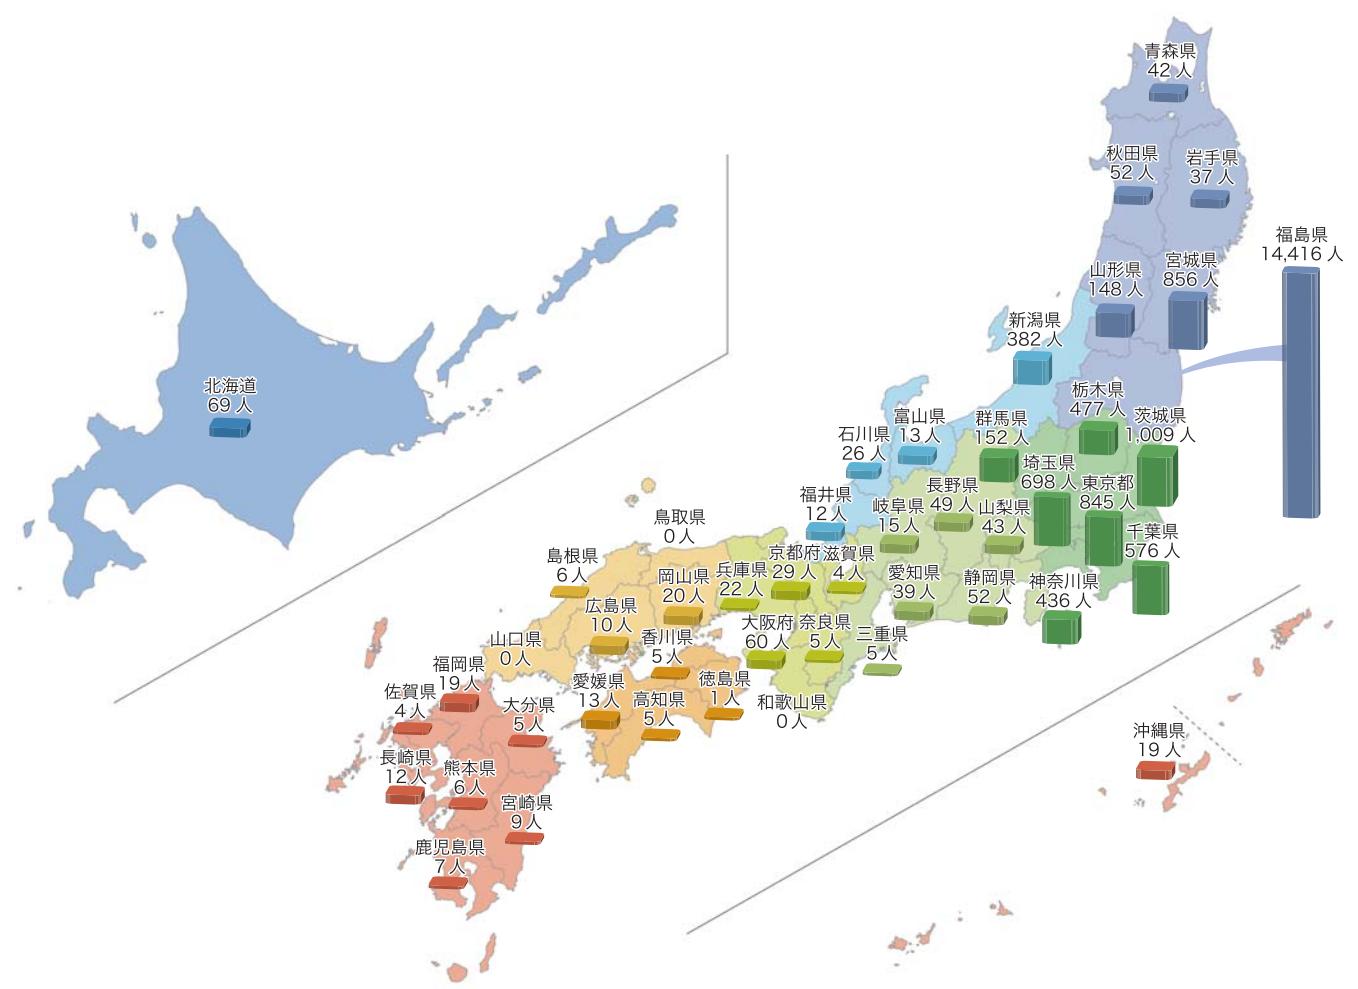 青森県
42 人
秋田県
52 人
岩手県
37 人
福島県
14,416 人
宮城県
856 人
山形県
148 人
新潟県
382 人
北海道
69 人
栃木県
477 人
茨城県
1,009 人
富山県
13 人
群馬県
152 人
石川県
26 人
埼玉県
698 人
東京都
845 人
長野県
49 人
福井県
12 人
岐阜県
15 人
山梨県
43 人
鳥取県
0 人
千葉県
576 人
島根県
6 人
京都府
29 人
滋賀県
4 人
兵庫県
22 人
岡山県
20 人
愛知県
39 人
静岡県
52 人
神奈川県
436 人
広島県
10 人
大阪府
60 人
奈良県
5 人
三重県
5 人
山口県
0 人
香川県
5 人
福岡県
19 人
愛媛県
13 人
徳島県
1 人
佐賀県
4 人
高知県
5 人
和歌山県
0 人
大分県
5 人
沖縄県
19 人
長崎県
12 人
熊本県
6 人
宮崎県
9 人
鹿児島県
7 人